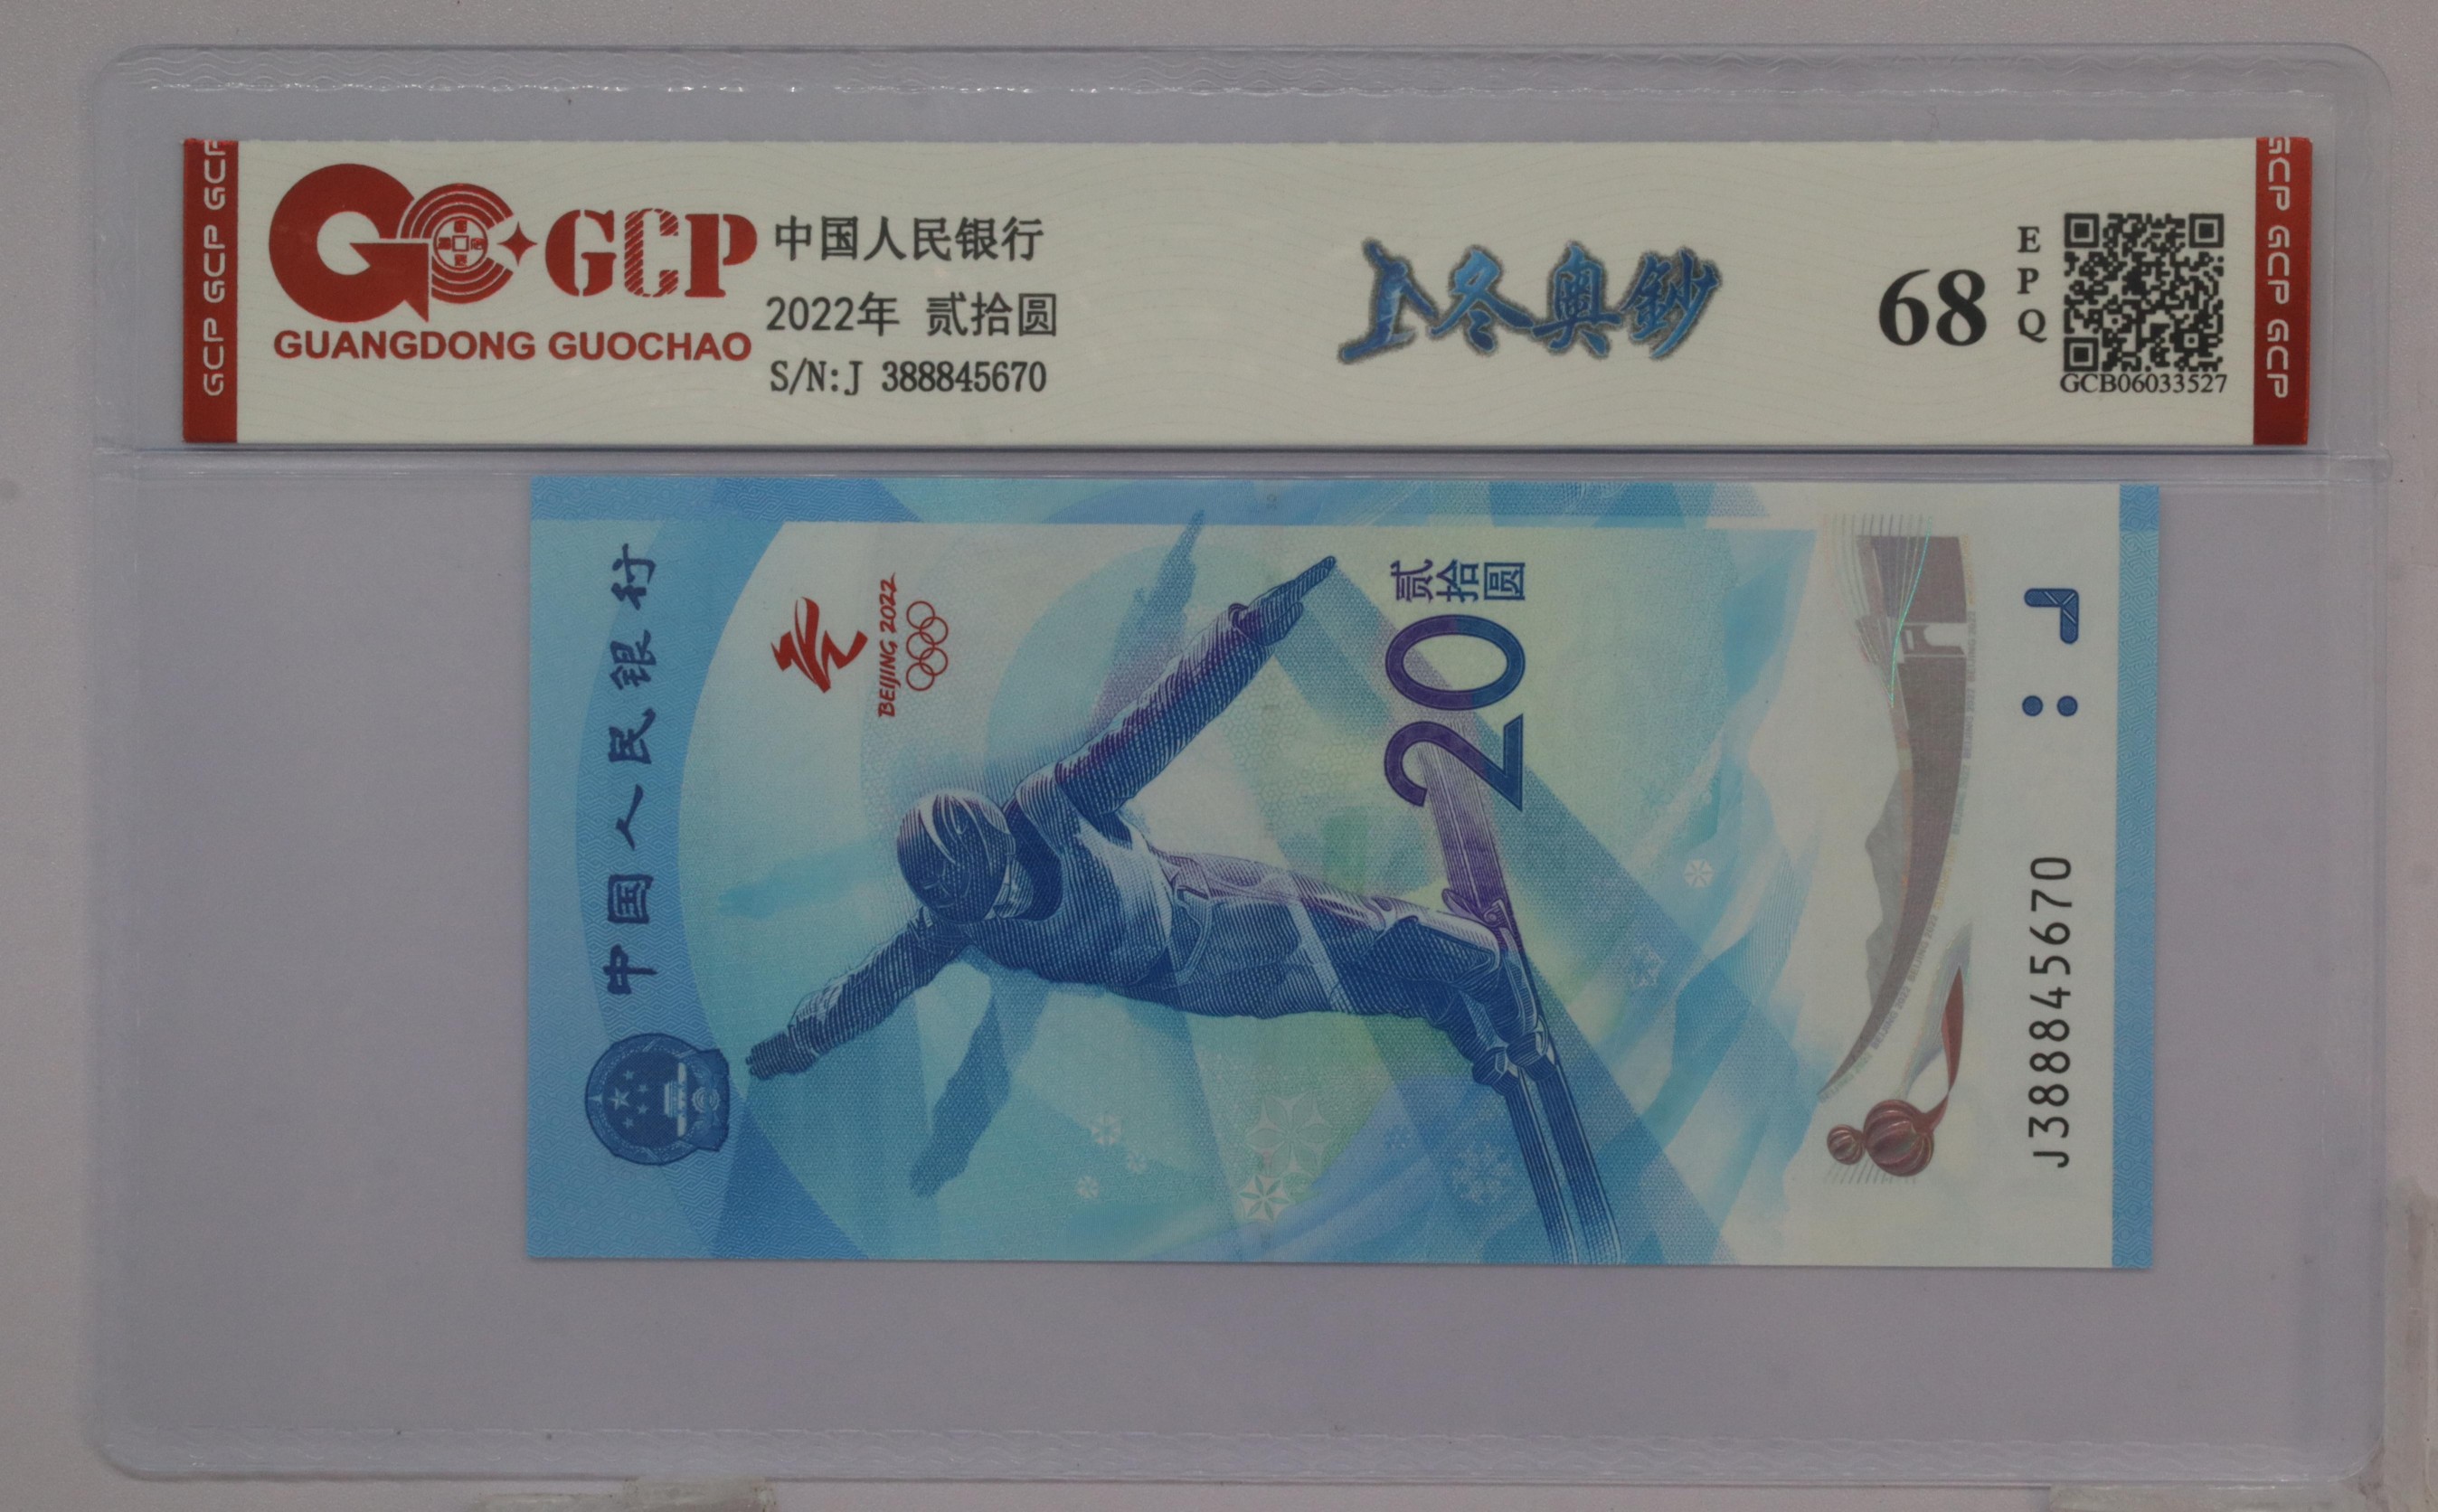 GCP GCP GCP
GCP
GUANGDONG GUOCHAO
中国人民银行
2022年 贰拾圆
S/N:J 388845670
冬奥鈔
68
EPQ
GCB06033527
GCP GCP GCP
中国人民银行
BEIJING 2022
贰拾圆
20
J388845670